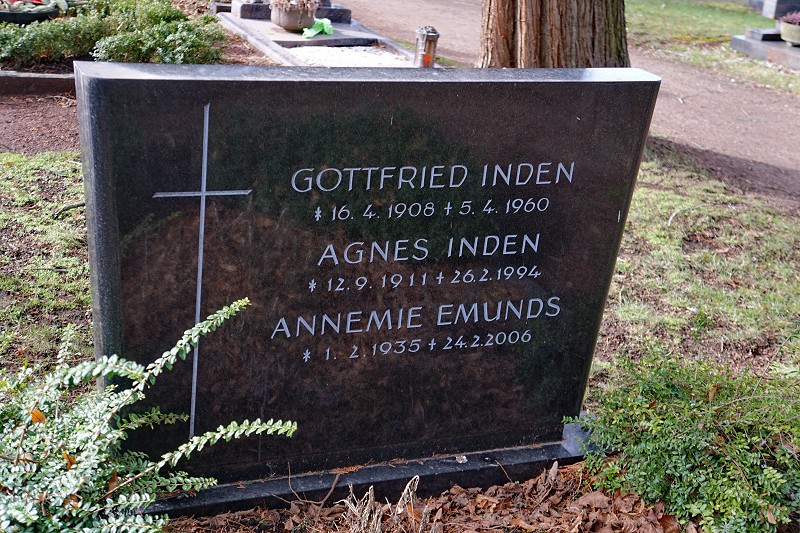 GOTTFRIED INDEN
* 16. 4. 1908 + 5. 4. 1960
AGNES INDEN
* 12. 9. 1911 + 26.2. 1994
ANNEMIE EMUNDS
* 1. 2. 1935 + 24.2. 2006